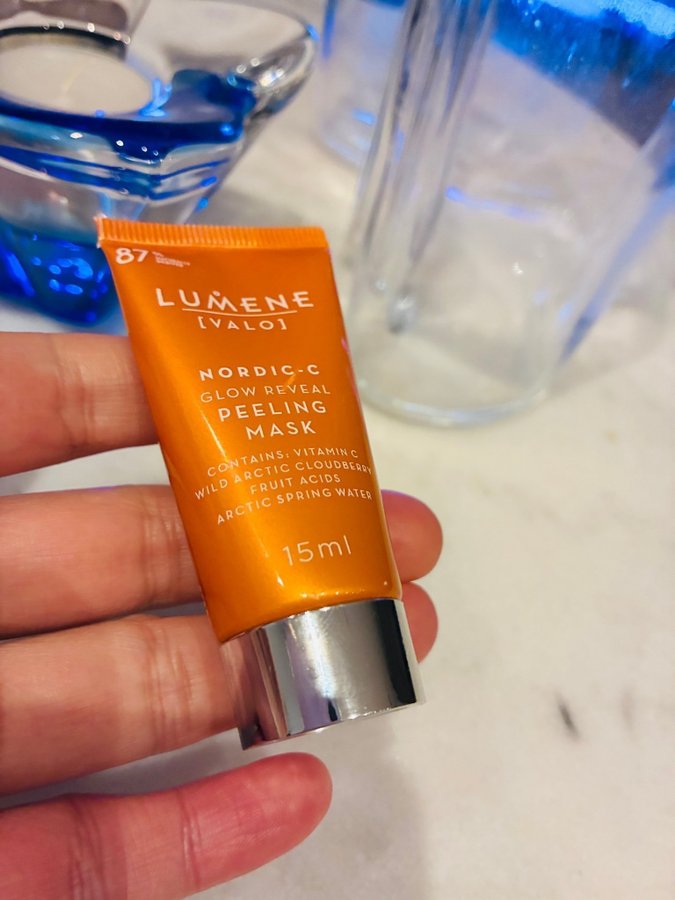 87 %
LUMENE
[VALO]
NORDIC-C
GLOW REVEAL
PEELING
MASK
CONTAINS: VITAMIN C
WILD ARCTIC CLOUDBERRY
FRUIT ACIDS
ARCTIC SPRING WATER
15ml